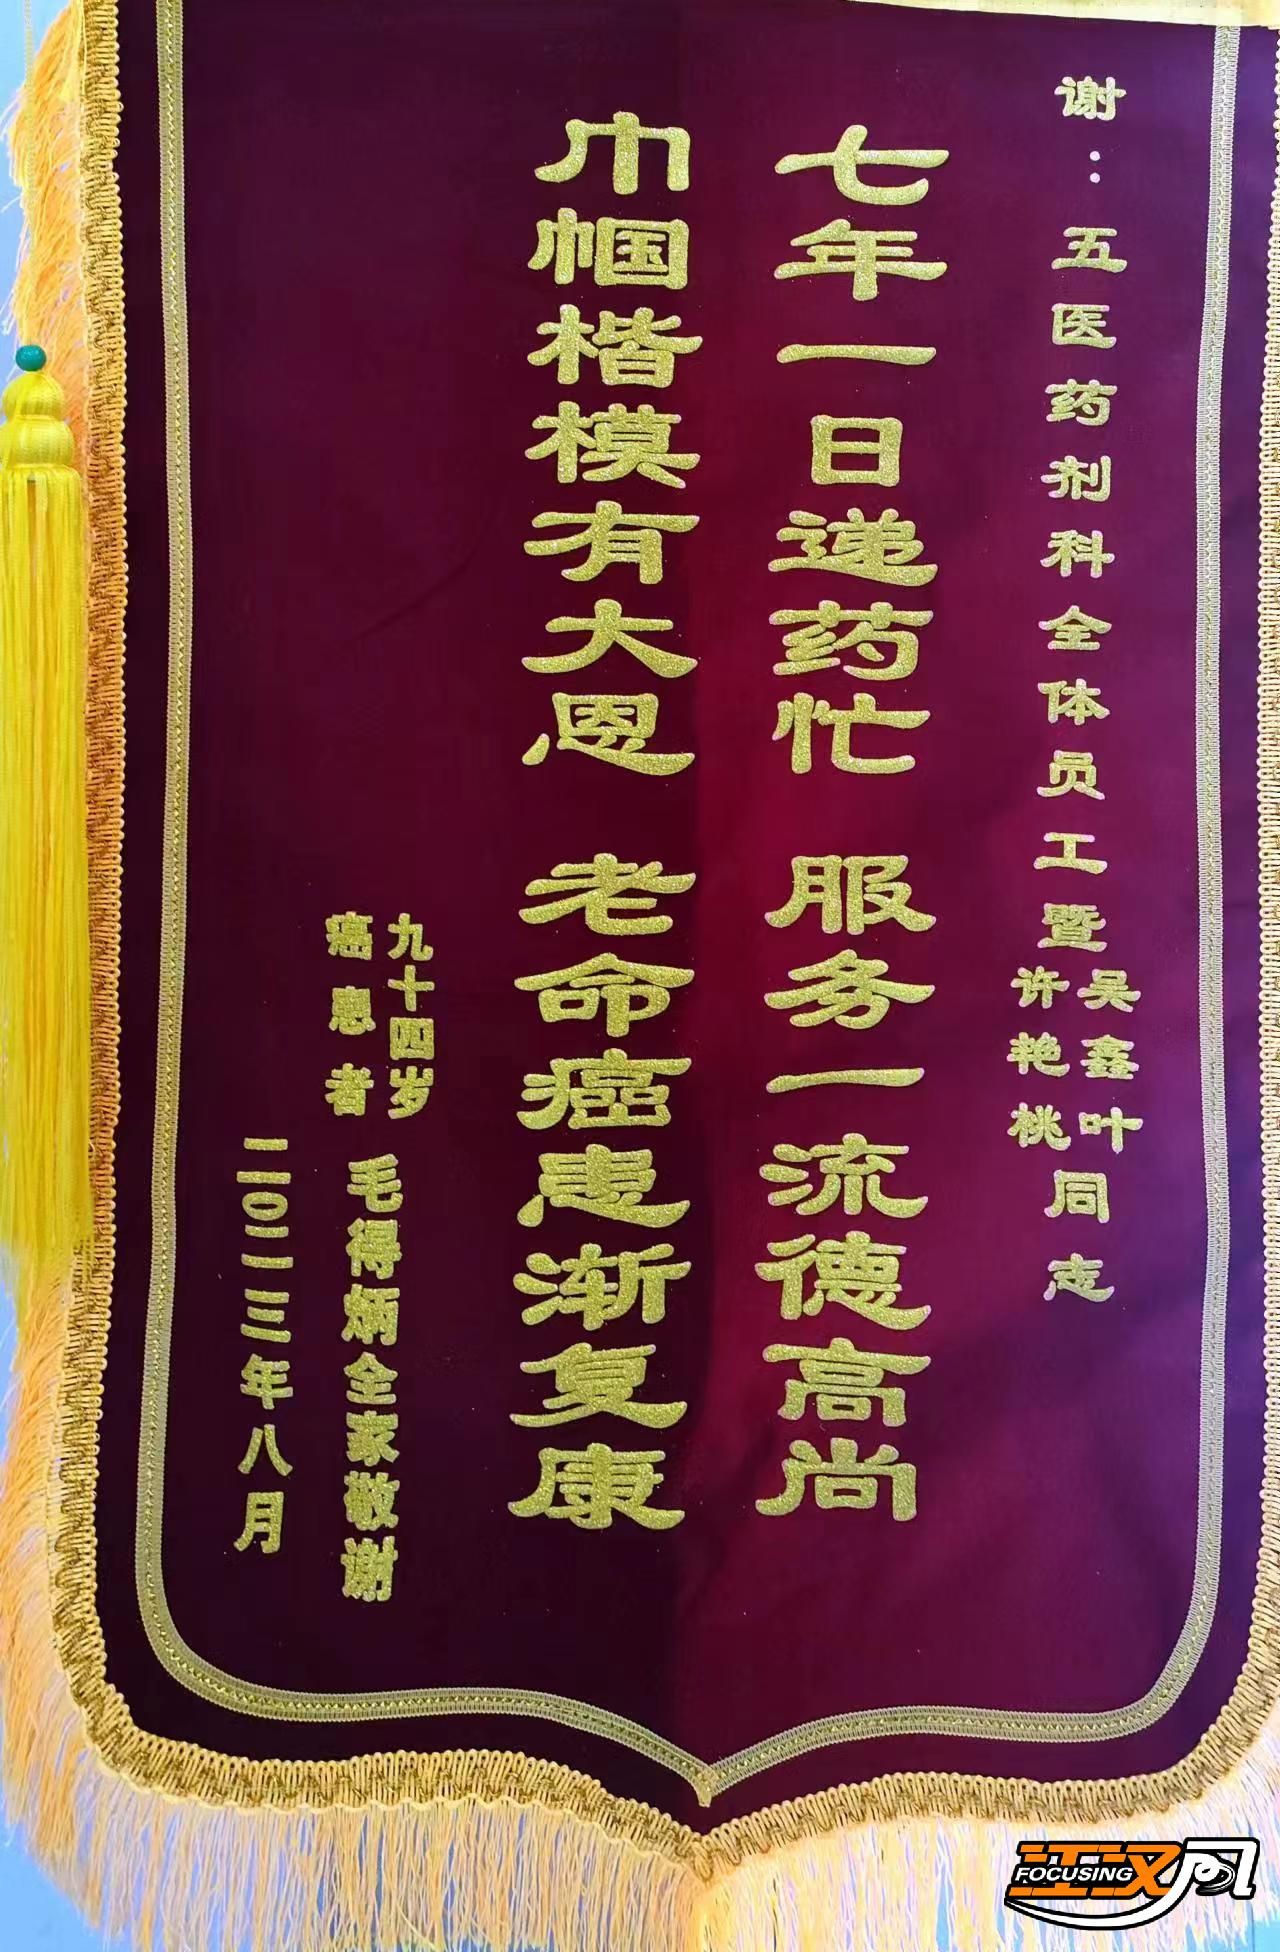 谢：五医药剂科全体员工暨吴鑫叶许艳桃同志
七年一日递药忙 服务一流德高尚
巾帼楷模有大恩 老命癌患渐复康
九十四岁癌患者 毛得炳全家敬谢
二〇二三年八月
江汉风
FOCUSING